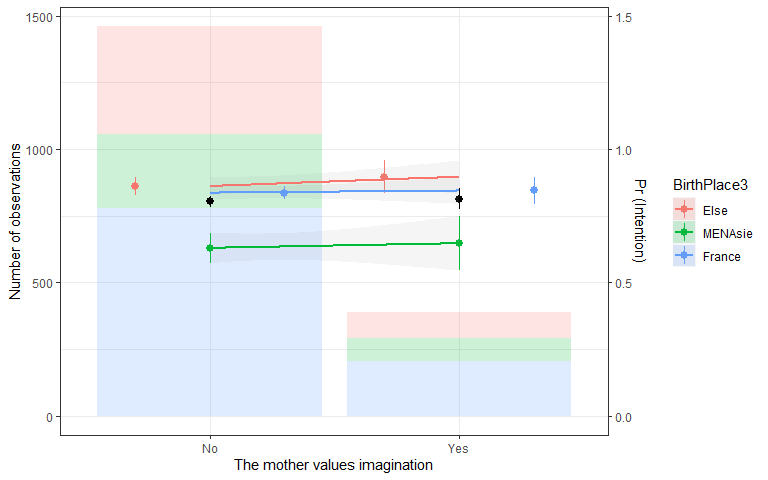 1500
1000
500
0
Number of observations
1.5
1.0
0.5
0.0
Pr (Intention)
No
Yes
The mother values imagination
BirthPlace3
Else
MENAsie
France